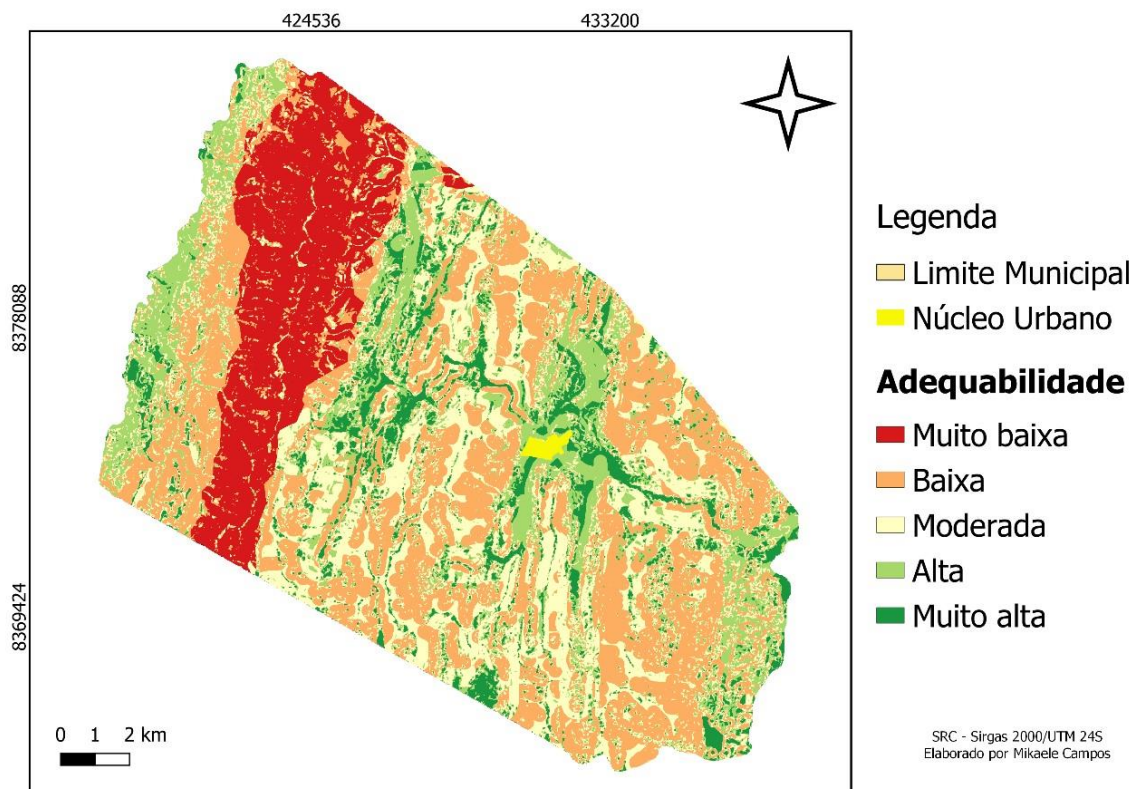 424536 433200
8378088
8369424
Legenda
Limite Municipal
Núcleo Urbano
Adequabilidade
Muito baixa
Baixa
Moderada
Alta
Muito alta
0 1 2 km
SRC - Sirgas 2000/UTM 24S
Elaborado por Mikaele Campos